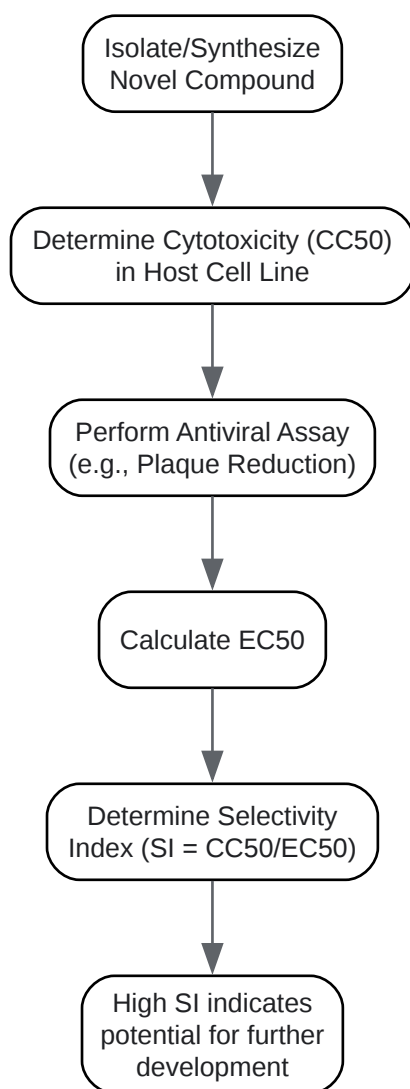 Isolate/Synthesize
Novel Compound
Determine Cytotoxicity (CC50)
in Host Cell Line
Perform Antiviral Assay
(e.g., Plaque Reduction)
Calculate EC50
Determine Selectivity
Index (SI = CC50/EC50)
High SI indicates
potential for further
development